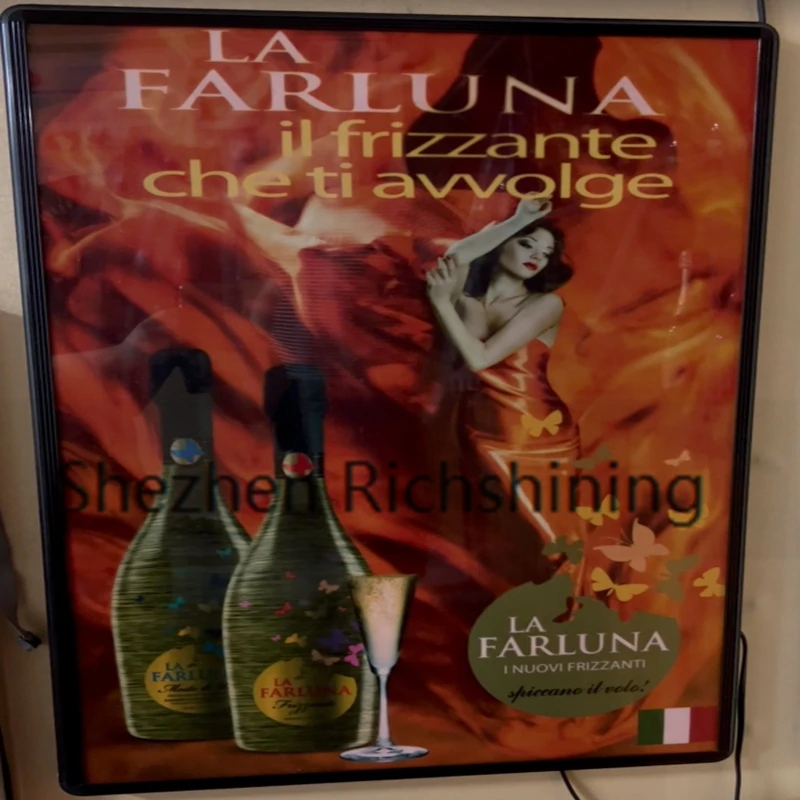 LA
FARLUNA
il frizzante
che ti avvolge
Shezhen Richshining
LA
FARLUNA
I NUOVI FRIZZANTI
spiccano il volo!
LA
FARLUNA
Frizzante
LA